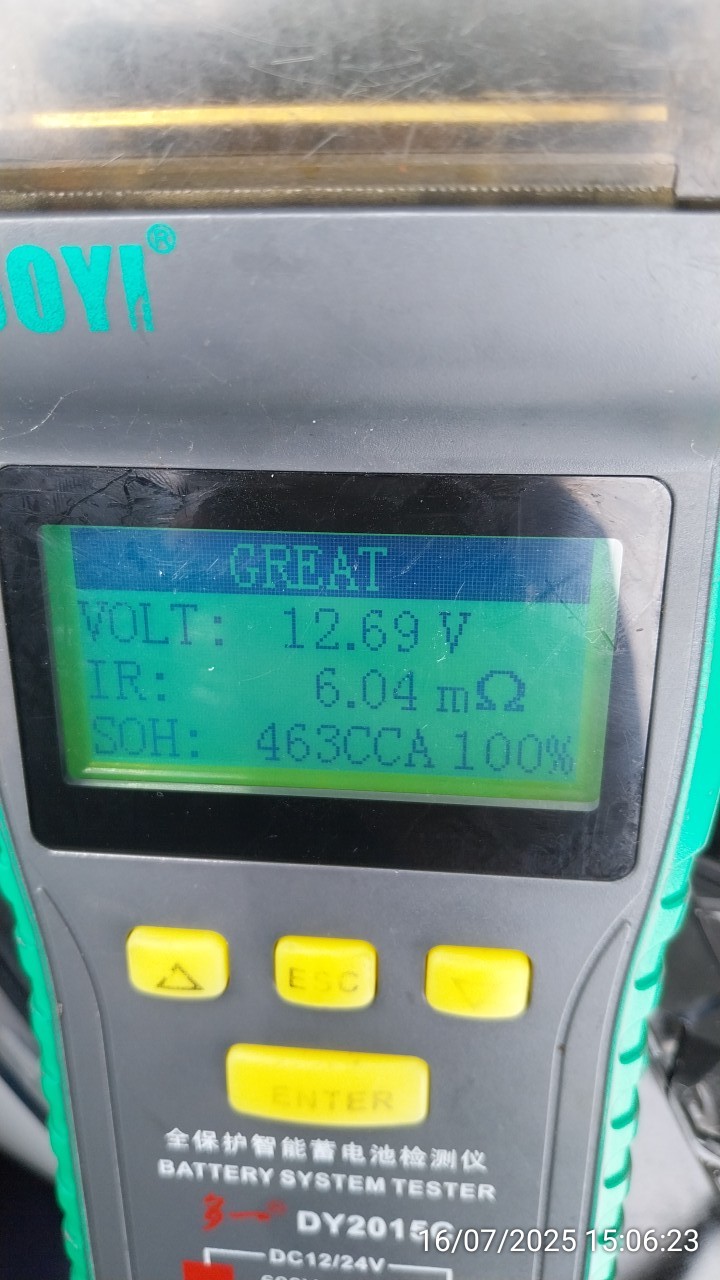 OYI®
GREAT
VOLT: 12.69 V
IR: 6.04 mΩ
SOH: 463CCA 100%
ESC
ENTER
全保护智能蓄电池检测仪
BATTERY SYSTEM TESTER
DY2015C
DC12/24V
16/07/2025 15:06:23